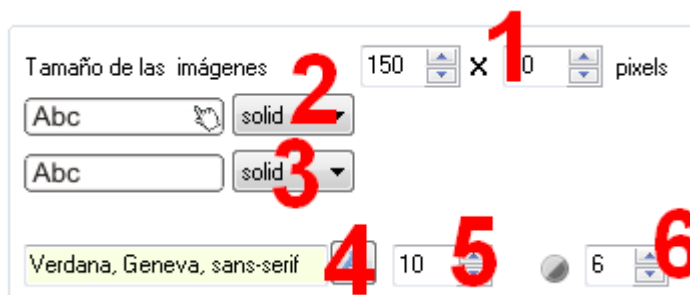 1
Tamaño de las imágenes 150 x 0 pixels
2
Abc solid
3
Abc solid
4 5 6
Verdana, Geneva, sans-serif 10 6